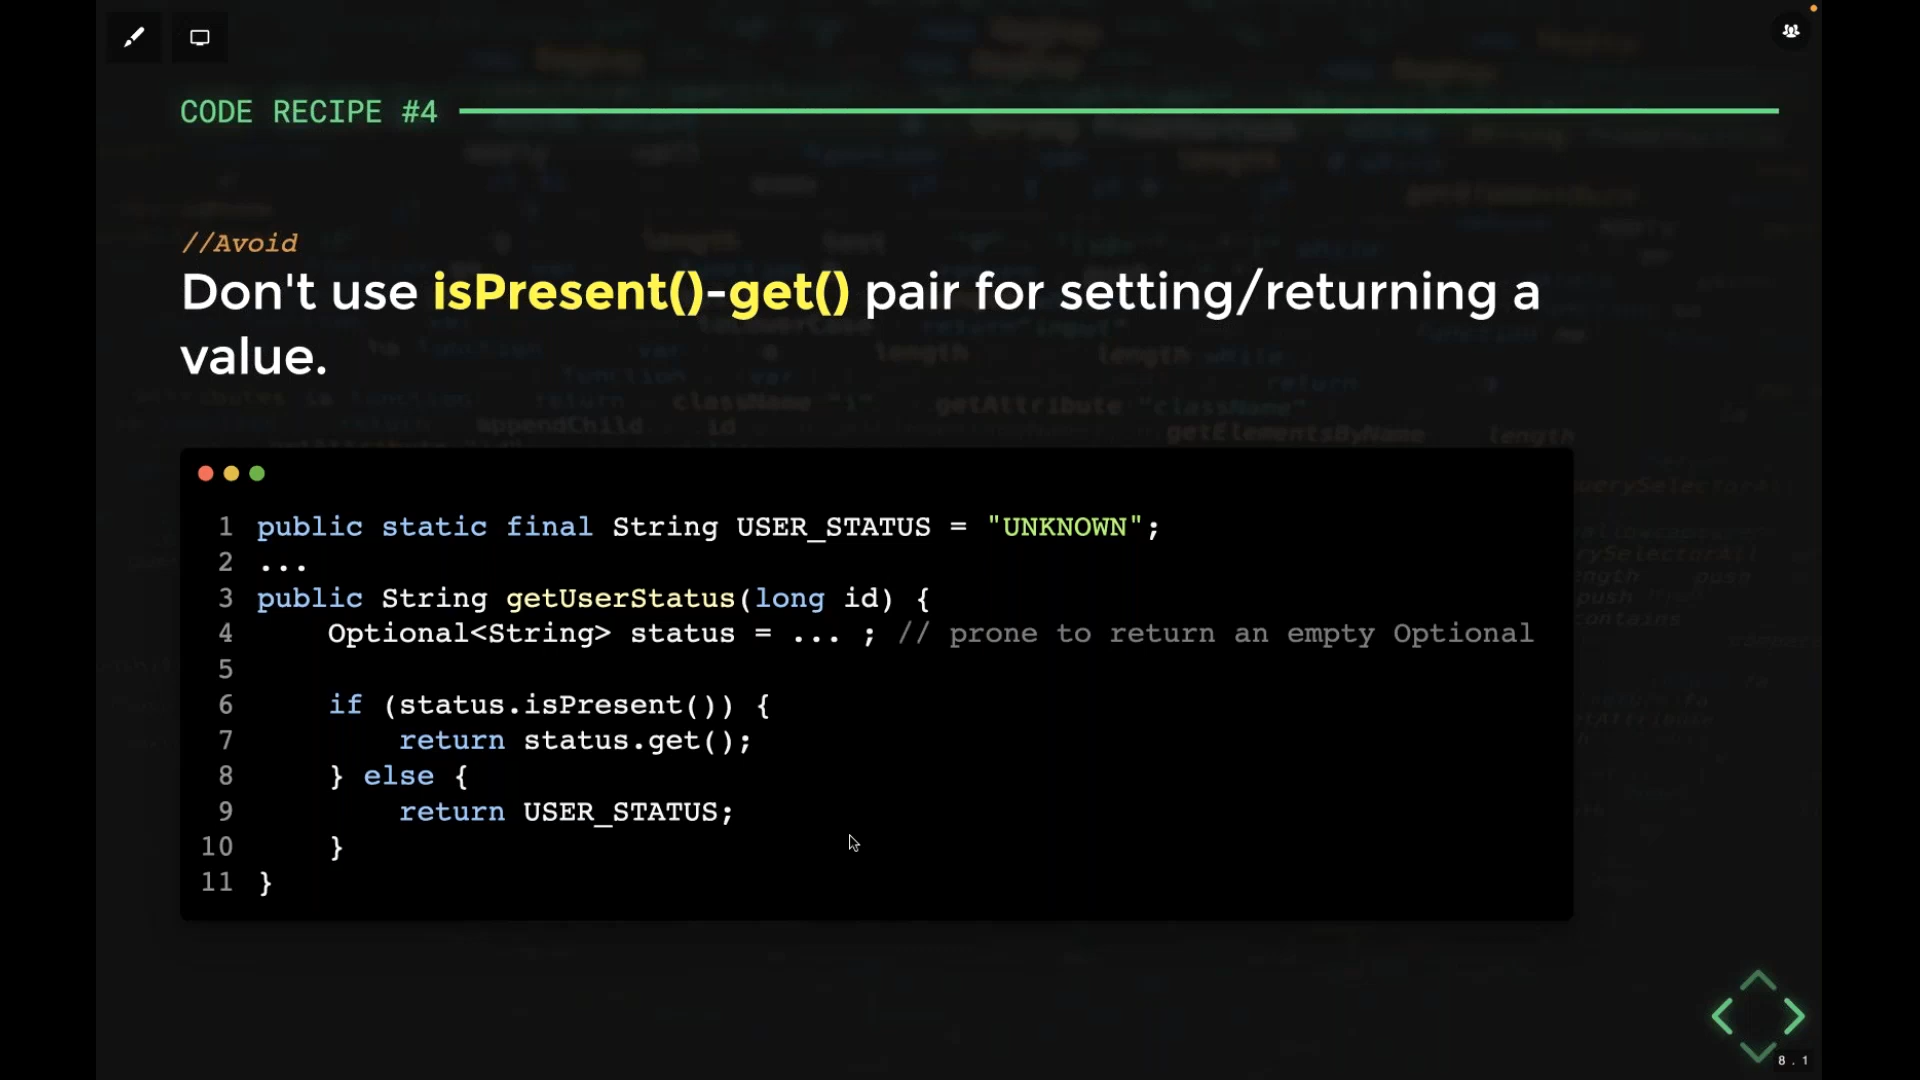 CODE RECIPE #4
//Avoid
Don't use isPresent()-get() pair for setting/returning a
value.
1 public static final String USER_STATUS = "UNKNOWN";
2 ...
3 public String getUserStatus(long id) {
4     Optional<String> status = ... ; // prone to return an empty Optional
5
6     if (status.isPresent()) {
7         return status.get();
8     } else {
9         return USER_STATUS;
10     }
11 }
8.1